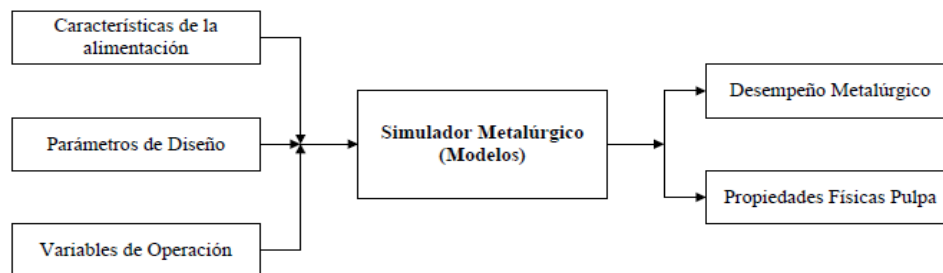 Características de la
alimentación
Parámetros de Diseño
Variables de Operación
Simulador Metalúrgico
(Modelos)
Desempeño Metalúrgico
Propiedades Físicas Pulpa